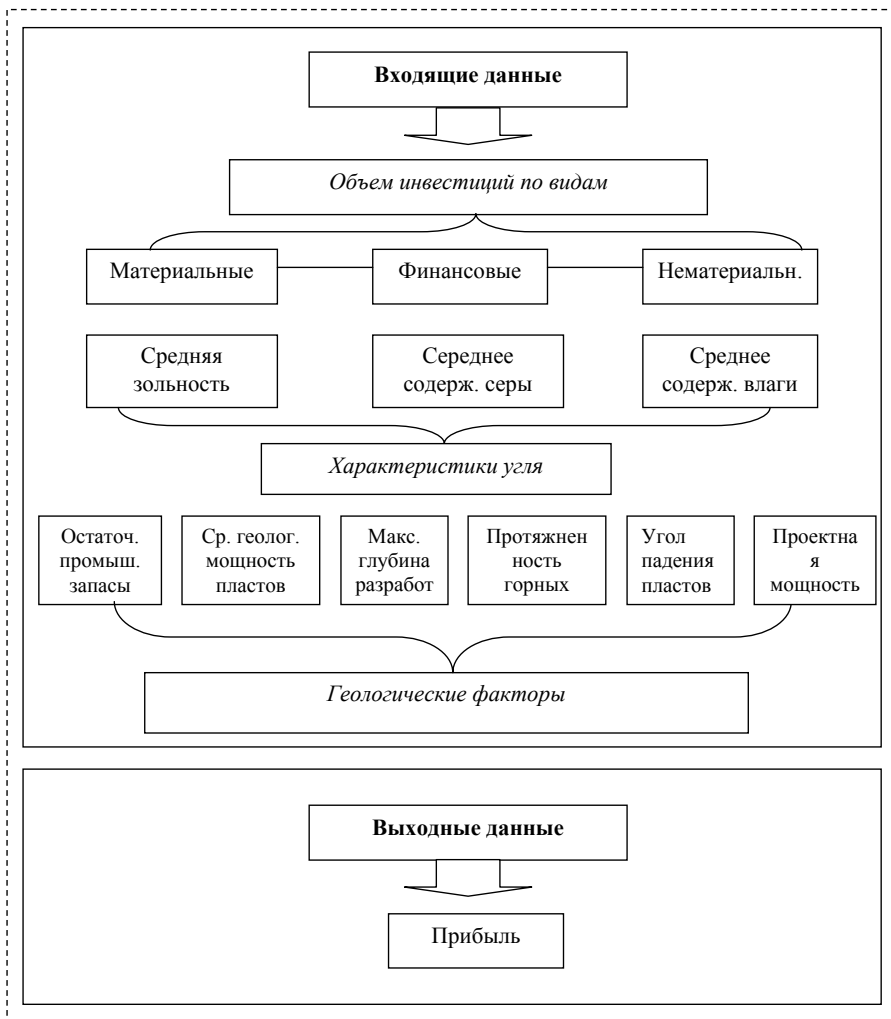 Входящие данные
Объем инвестиций по видам
Материальные
Финансовые
Нематериальн.
Средняя
зольность
Середнее
содерж. серы
Среднее
содерж. влаги
Характеристики угля
Остаточ.
промыш.
запасы
Ср. геолог.
мощность
пластов
Макс.
глубина
разработ
Протяжнен
ность
горных
Угол
падения
пластов
Проектна
я
мощность
Геологические факторы
Выходные данные
Прибыль